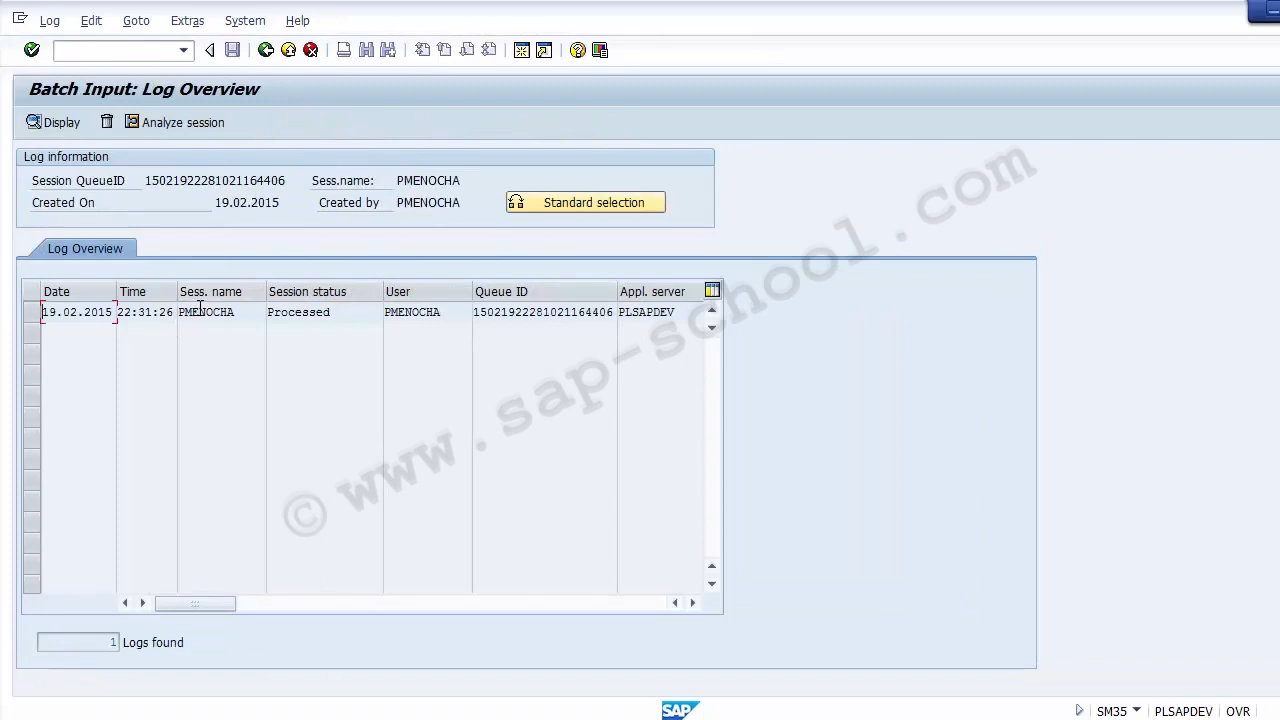 Log Edit Goto Extras System Help
Batch Input: Log Overview
Display Analyze session
Log information
Session QueueID 15021922281021164406 Sess.name: PMENOCHA
Created On 19.02.2015 Created by PMENOCHA Standard selection
Log Overview
Date Time Sess. name Session status User Queue ID Appl. server
19.02.2015 22:31:26 PMENOCHA Processed PMENOCHA 15021922281021164406 PLSAPDEV
© www.sap-school.com
1 Logs found
SAP SM35 PLSAPDEV OVR